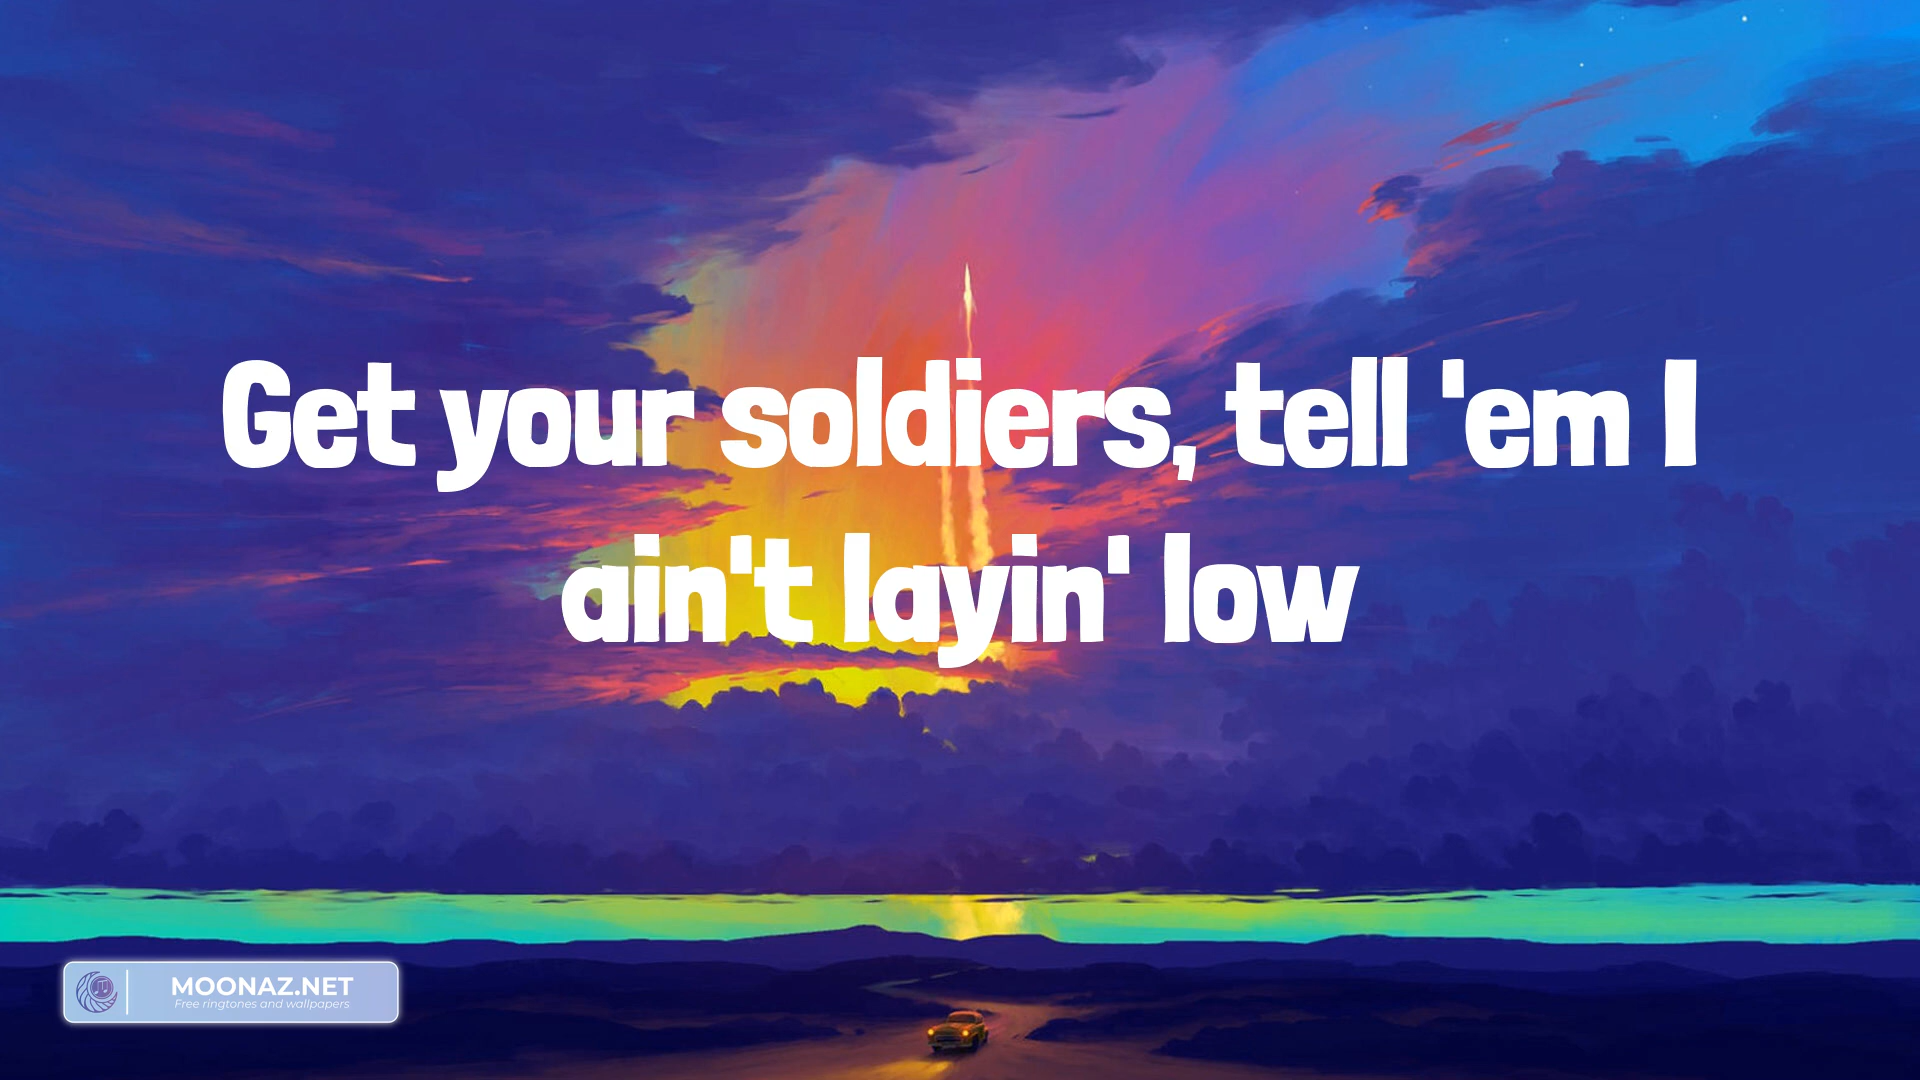 Get your soldiers, tell 'em I
ain't layin' low
MOONAZ.NET
Free ringtones and wallpapers